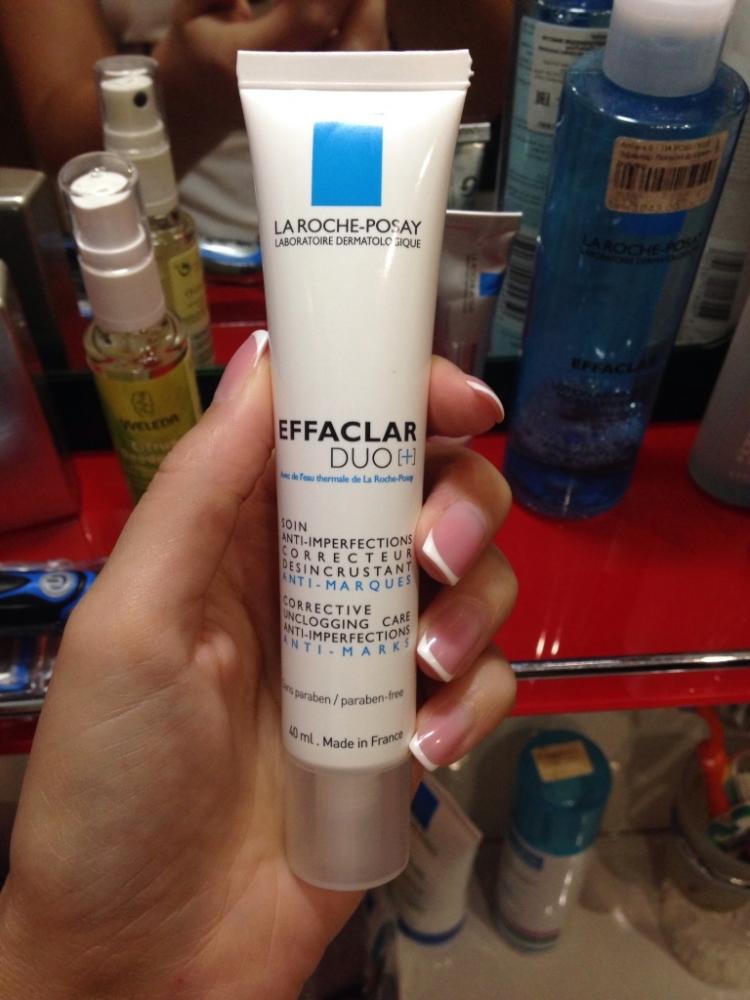 LA ROCHE-POSAY
LABORATOIRE DERMATOLOGIQUE
EFFACLAR
DUO [+]
Avec de l'eau thermale de La Roche-Posay
SOIN
ANTI-IMPERFECTIONS
CORRECTEUR
DESINCRUSTANT
ANTI-MARQUES
CORRECTIVE
UNCLOGGING CARE
ANTI-IMPERFECTIONS
ANTI-MARKS
Sans paraben / paraben-free
40 ml . Made in France
WELEDA
LA ROCHE-POSAY
LABORATOIRE DERMATOLOGIQUE
EFFACLAR